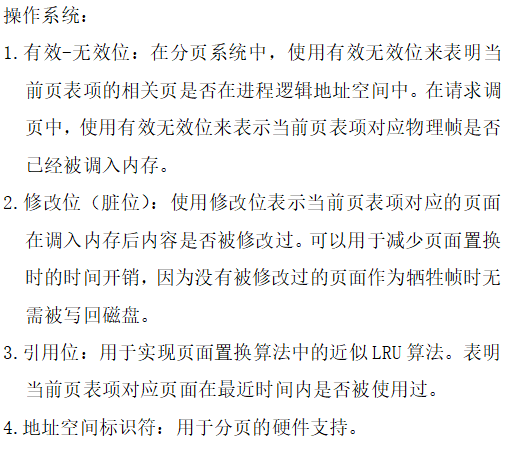 操作系统：
1.有效-无效位：在分页系统中，使用有效无效位来表明当
前页表项的相关页是否在进程逻辑地址空间中。在请求调
页中，使用有效无效位来表示当前页表项对应物理帧是否
已经被调入内存。
2.修改位（脏位）：使用修改位表示当前页表项对应的页面
在调入内存后内容是否被修改过。可以用于减少页面置换
时的时间开销，因为没有被修改过的页面作为牺牲帧时无
需被写回磁盘。
3.引用位：用于实现页面置换算法中的近似LRU算法。表明
当前页表项对应页面在最近时间内是否被使用过。
4.地址空间标识符：用于分页的硬件支持。